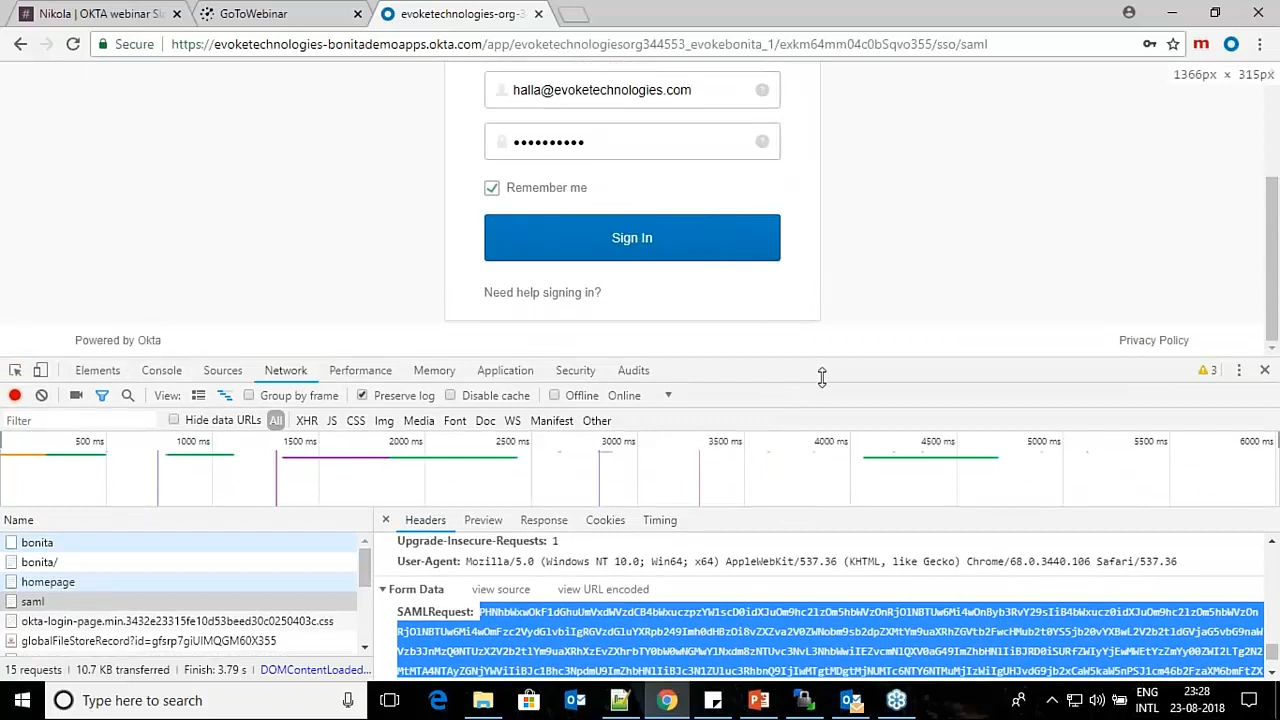 Nikola | OKTA webinar Sl
GoToWebinar
evoketechnologies-org-3
Secure
https://evoketechnologies-bonitademoapps.okta.com/app/evoketechnologiesorg344553_evokebonita_1/exkm64mm04c0bSqvo355/sso/saml
1366px × 315px
halla@evoketechnologies.com
Remember me
Sign In
Need help signing in?
Powered by Okta
Privacy Policy
Elements Console Sources Network Performance Memory Application Security Audits
3
View: Group by frame Preserve log Disable cache Offline Online
Filter
Hide data URLs All XHR JS CSS Img Media Font Doc WS Manifest Other
500 ms 1000 ms 1500 ms 2000 ms 2500 ms 3000 ms 3500 ms 4000 ms 4500 ms 5000 ms 5500 ms 6000 ms
Name
Headers Preview Response Cookies Timing
bonita
bonita/
homepage
saml
okta-login-page.min.3432e23315fe10d53beed30c0250403c.css
globalFileStoreRecord?id=gfsrp7giUIMQGM60X355
Upgrade-Insecure-Requests: 1
User-Agent: Mozilla/5.0 (Windows NT 10.0; Win64; x64) AppleWebKit/537.36 (KHTML, like Gecko) Chrome/68.0.3440.106 Safari/537.36
Form Data view source view URL encoded
SAMLRequest:
15 requests | 10.7 KB transferred | Finish: 3.79 s | DOMContentLoaded...
Type here to search
ENG
INTL
23:28
23-08-2018